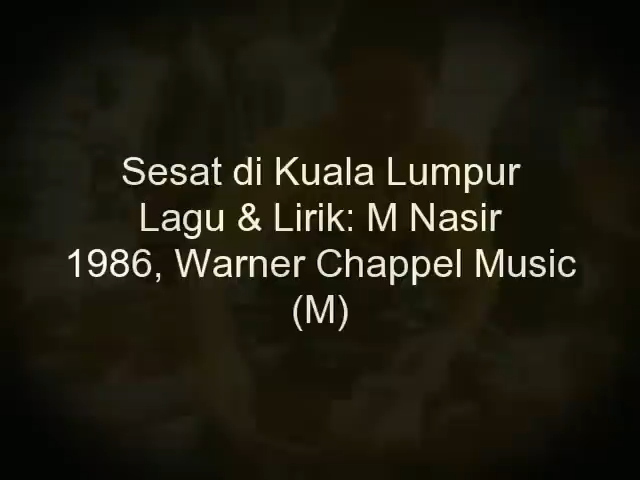 Sesat di Kuala Lumpur
Lagu & Lirik: M Nasir
1986, Warner Chappel Music
(M)